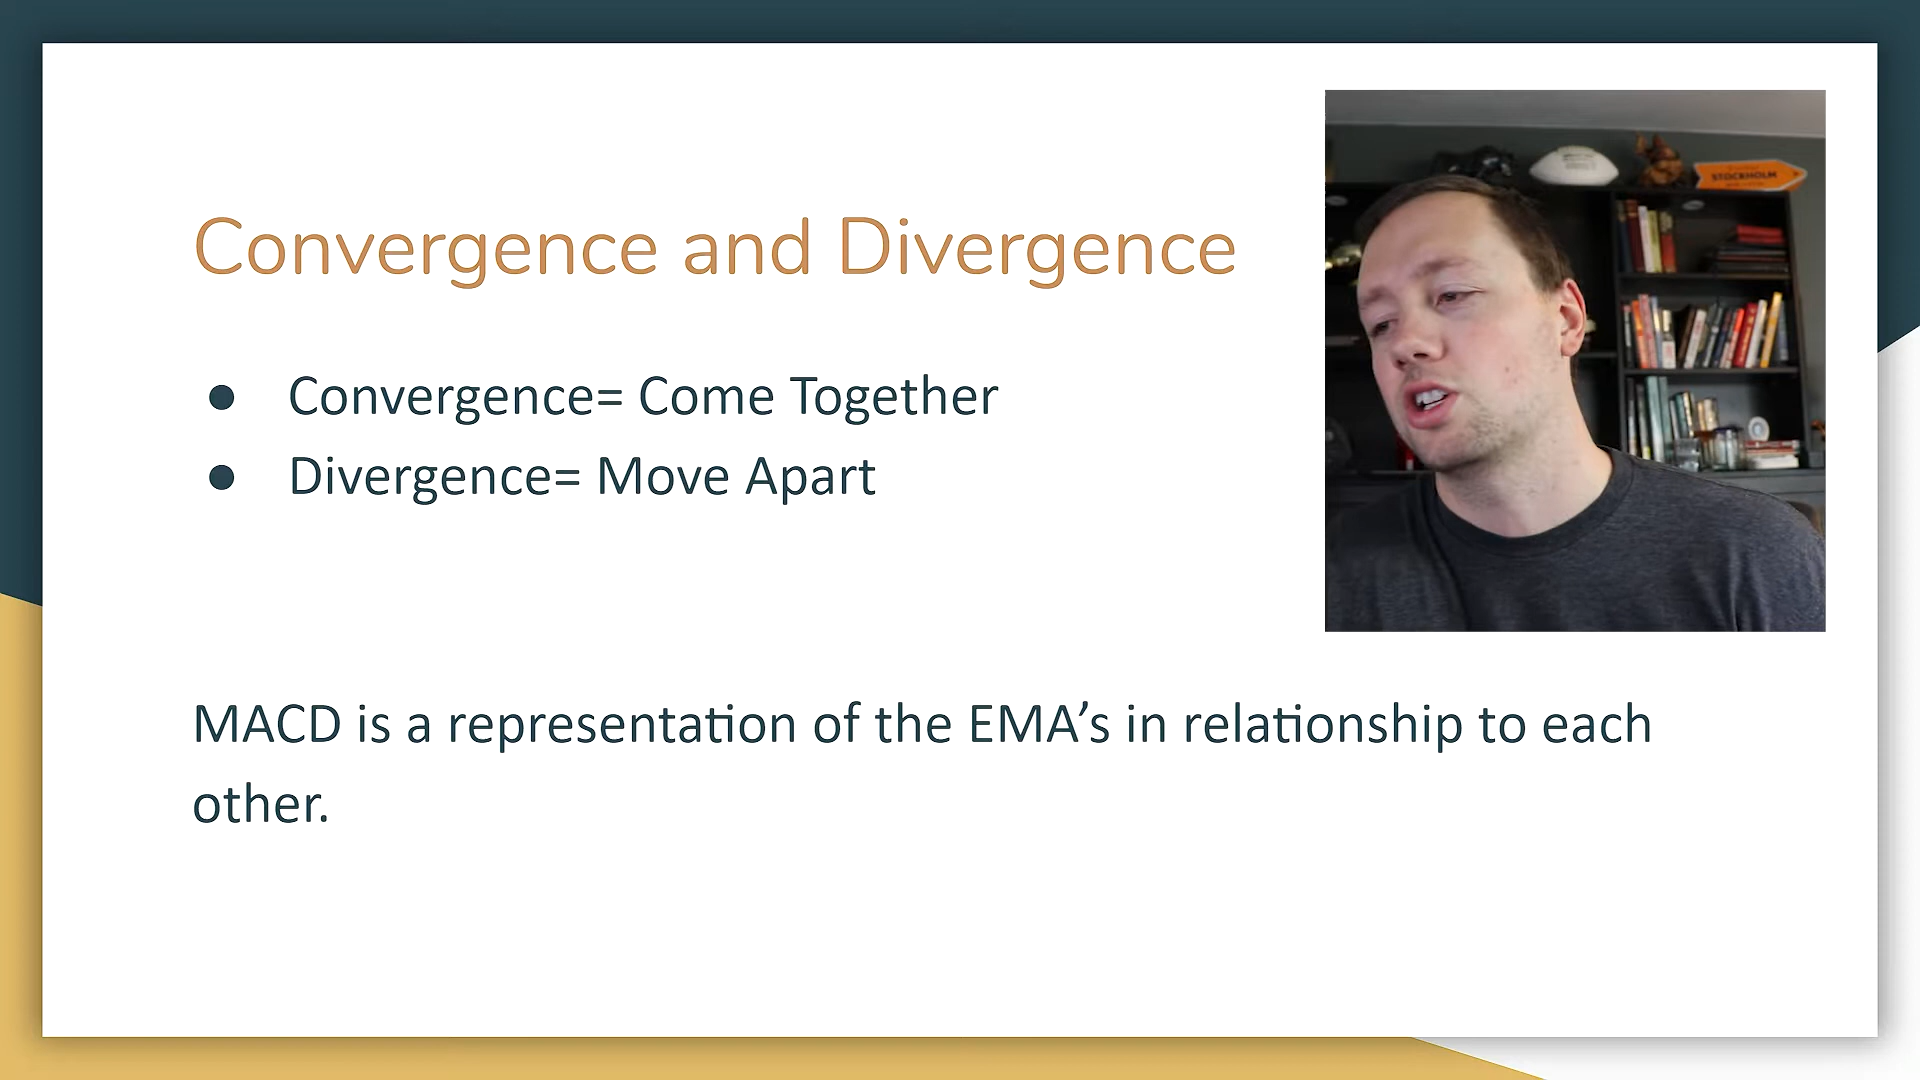 Convergence and Divergence
● Convergence= Come Together
● Divergence= Move Apart
MACD is a representation of the EMA’s in relationship to each
other.
STOCKHOLM